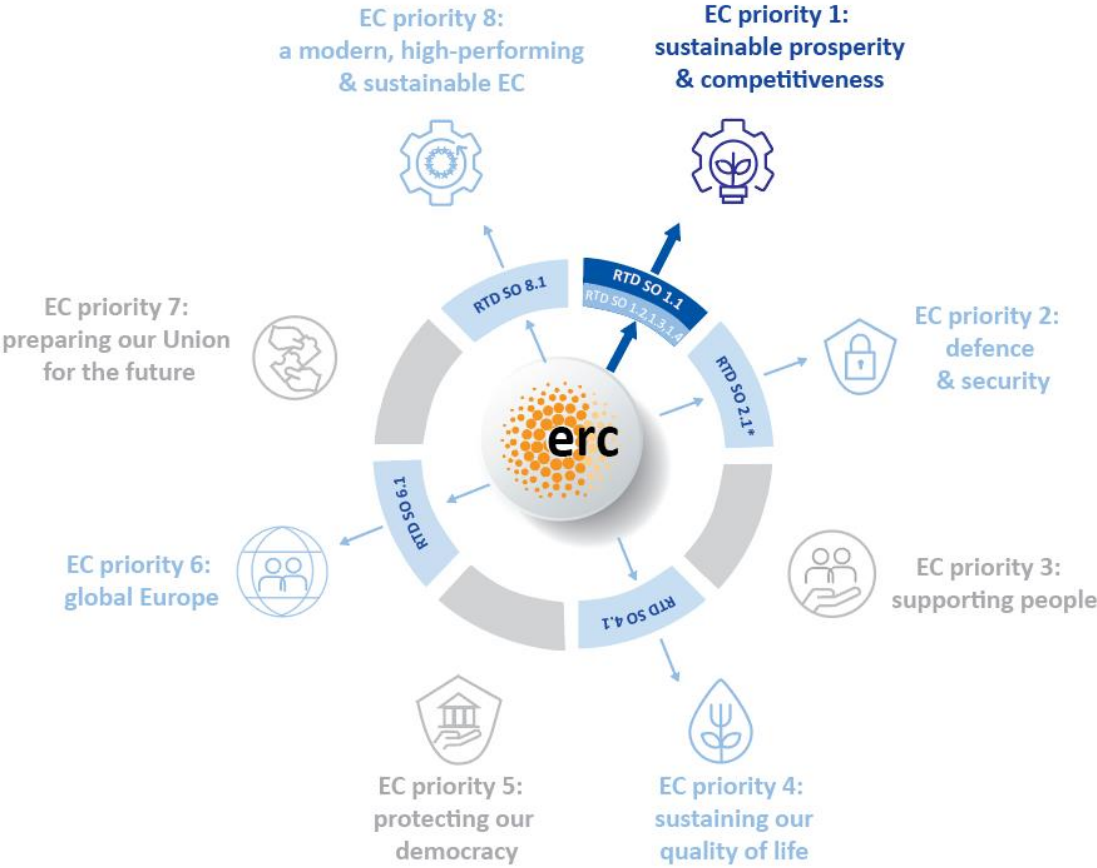 EC priority 8:
a modern, high-performing
& sustainable EC
EC priority 1:
sustainable prosperity
& competitiveness
RTD SO 8.1
RTD SO 1.1
RTD SO 1.2,1.3,1.4
EC priority 7:
preparing our Union
for the future
EC priority 2:
defence
& security
RTD SO 2.1*
erc
RTD SO 6.1
EC priority 6:
global Europe
EC priority 3:
supporting people
RTD SO 4.1
EC priority 5:
protecting our
democracy
EC priority 4:
sustaining our
quality of life